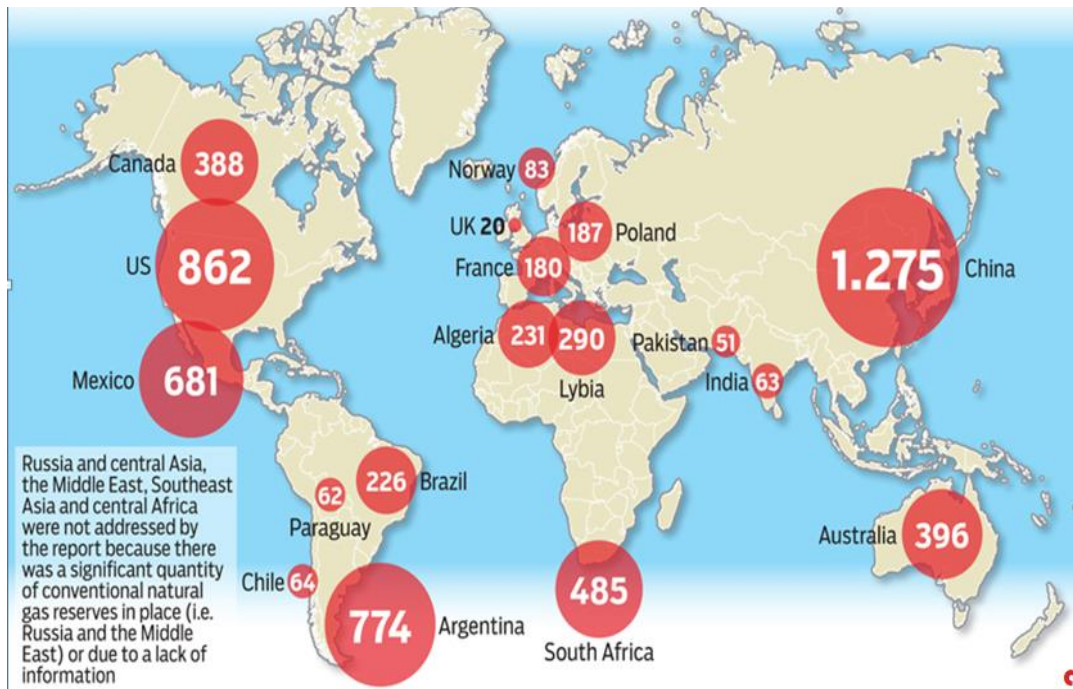 Canada 388
US 862
Mexico 681
Norway 83
UK 20
187 Poland
France 180
Algeria 231
290
Lybia
Pakistan 51
India 63
1.275 China
226 Brazil
62
Paraguay
Chile 64
774 Argentina
485
South Africa
Australia 396
Russia and central Asia,
the Middle East, Southeast
Asia and central Africa
were not addressed by
the report because there
was a significant quantity
of conventional natural
gas reserves in place (i.e.
Russia and the Middle
East) or due to a lack of
information